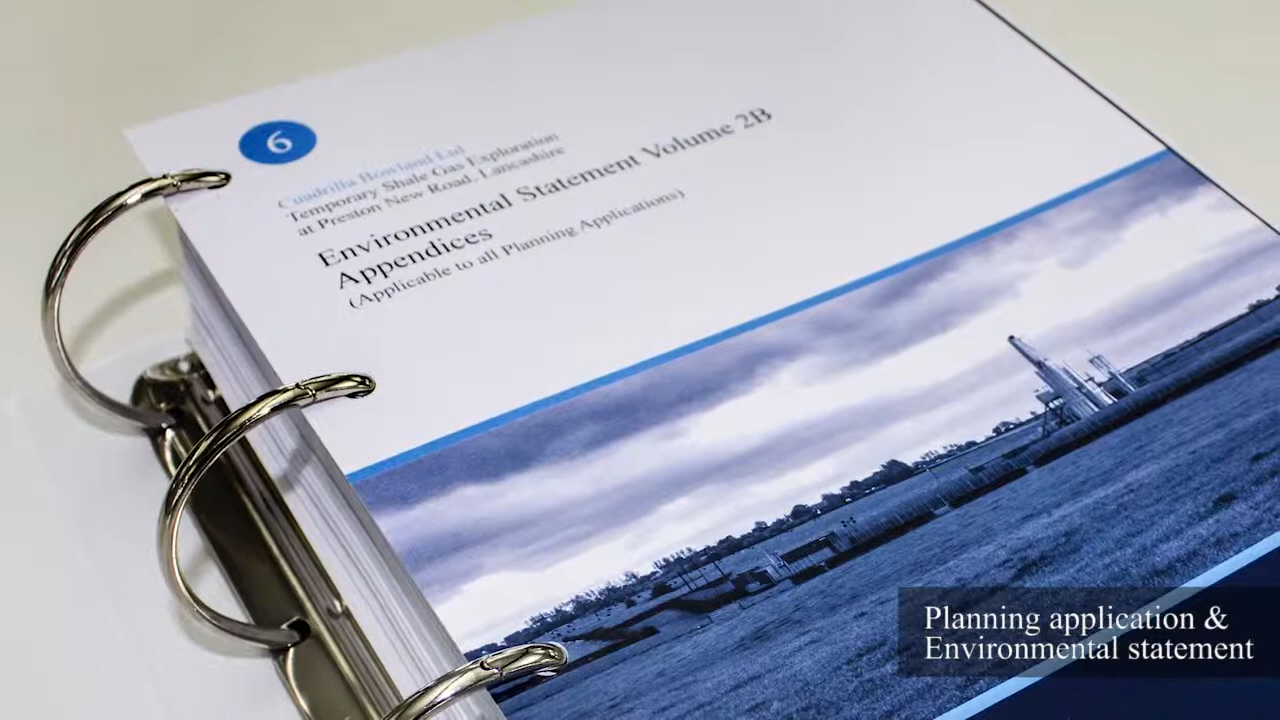 6
Cuadrilla Bowland Ltd
Temporary Shale Gas Exploration
at Preston New Road, Lancashire
Environmental Statement Volume 2B
Appendices
(Applicable to all Planning Applications)
Planning application &
Environmental statement